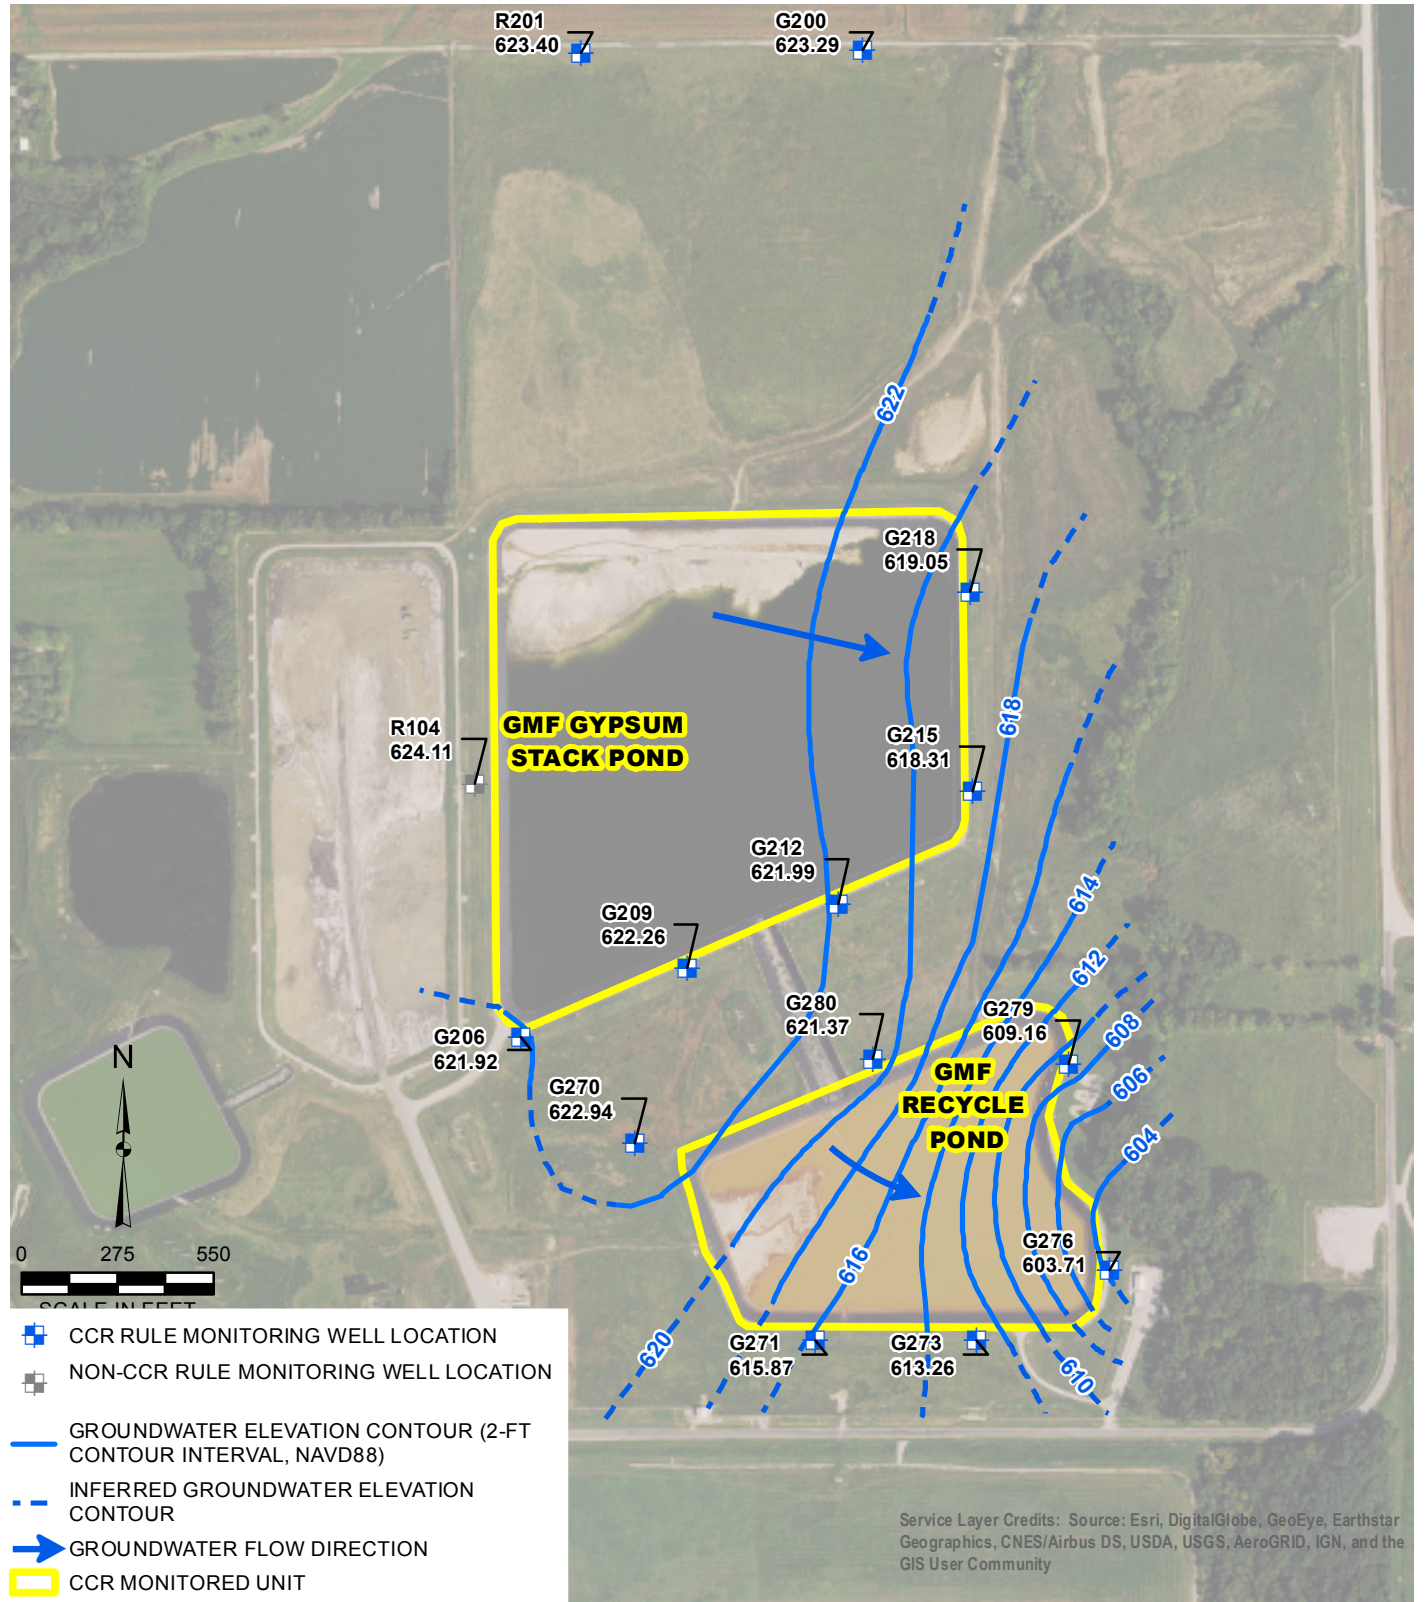 R201
623.40
G200
623.29
622
G218
619.05
R104
624.11
GMF GYPSUM
STACK POND
618
G215
618.31
G212
621.99
614
G209
622.26
612
G280
621.37
G279
609.16
608
G206
621.92
N
GMF
RECYCLE
POND
606
G270
622.94
604
0 275 550
SCALE IN FEET
G276
603.71
616
620
G271
615.87
G273
613.26
610
CCR RULE MONITORING WELL LOCATION
NON-CCR RULE MONITORING WELL LOCATION
GROUNDWATER ELEVATION CONTOUR (2-FT
CONTOUR INTERVAL, NAVD88)
INFERRED GROUNDWATER ELEVATION
CONTOUR
GROUNDWATER FLOW DIRECTION
CCR MONITORED UNIT
Service Layer Credits: Source: Esri, DigitalGlobe, GeoEye, Earthstar
Geographics, CNES/Airbus DS, USDA, USGS, AeroGRID, IGN, and the
GIS User Community